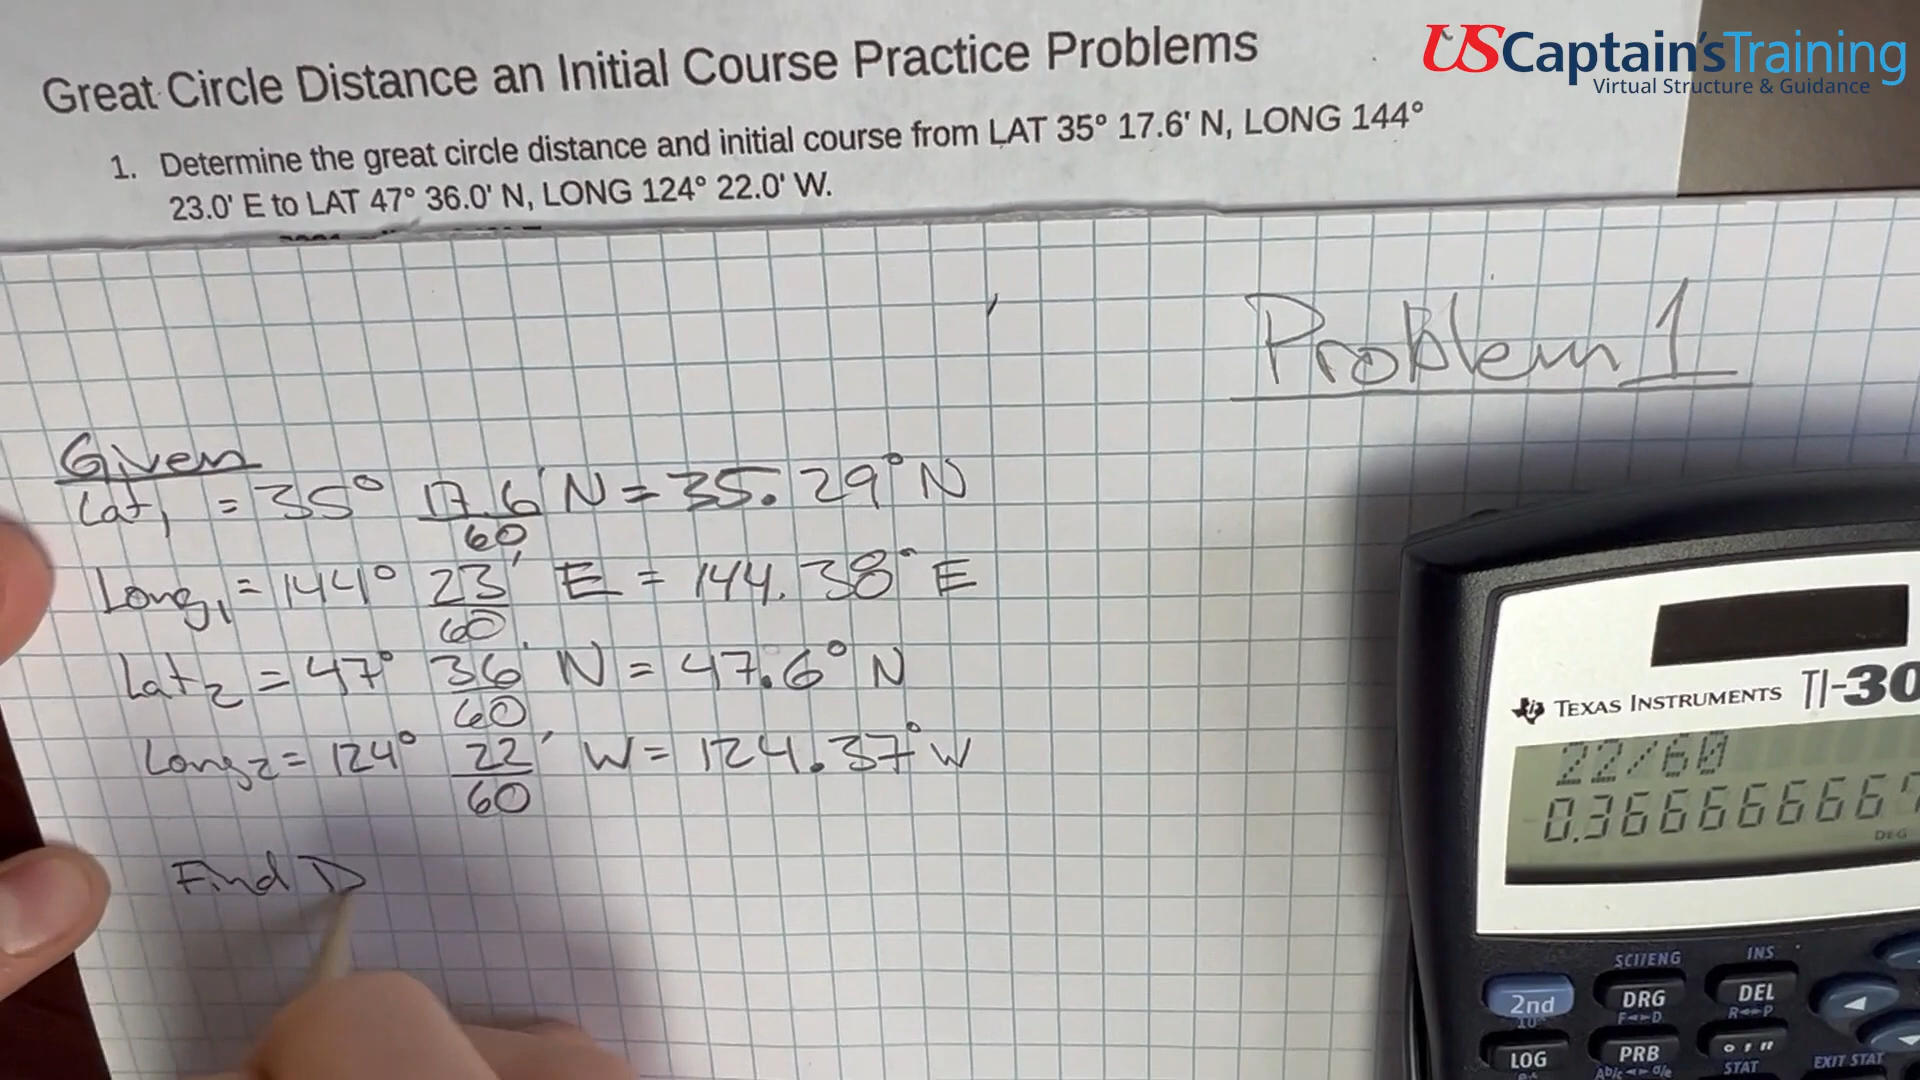 USCaptain'sTraining
Virtual Structure & Guidance
Great Circle Distance an Initial Course Practice Problems
1. Determine the great circle distance and initial course from LAT 35° 17.6' N, LONG 144°
23.0' E to LAT 47° 36.0' N, LONG 124° 22.0' W.
Problem 1
Given
Lat₁ = 35° 17.6' N = 35.29° N
60
Long₁ = 144° 23' E = 144.38° E
60
Lat₂ = 47° 36' N = 47.6° N
60
Long₂ = 124° 22' W = 124.37° W
60
Find D
TEXAS INSTRUMENTS TI-30
22/60
0.366666667
DEG
SCI/ENG INS
2nd DRG DEL
F◄►D R◄►P
LOG PRB ° ' "
Ab/c◄►d/e STAT EXIT STAT